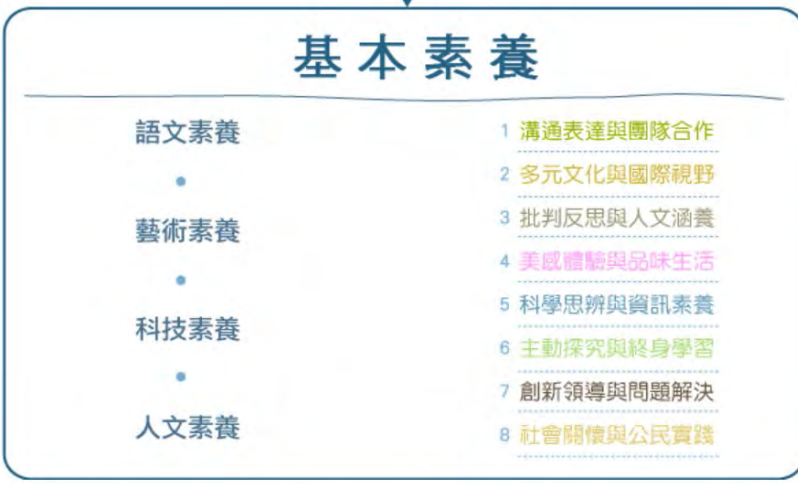 基本素養
語文素養
藝術素養
科技素養
人文素養
1 溝通表達與團隊合作
2 多元文化與國際視野
3 批判反思與人文涵養
4 美感體驗與品味生活
5 科學思辨與資訊素養
6 主動探究與終身學習
7 創新領導與問題解決
8 社會關懷與公民實踐